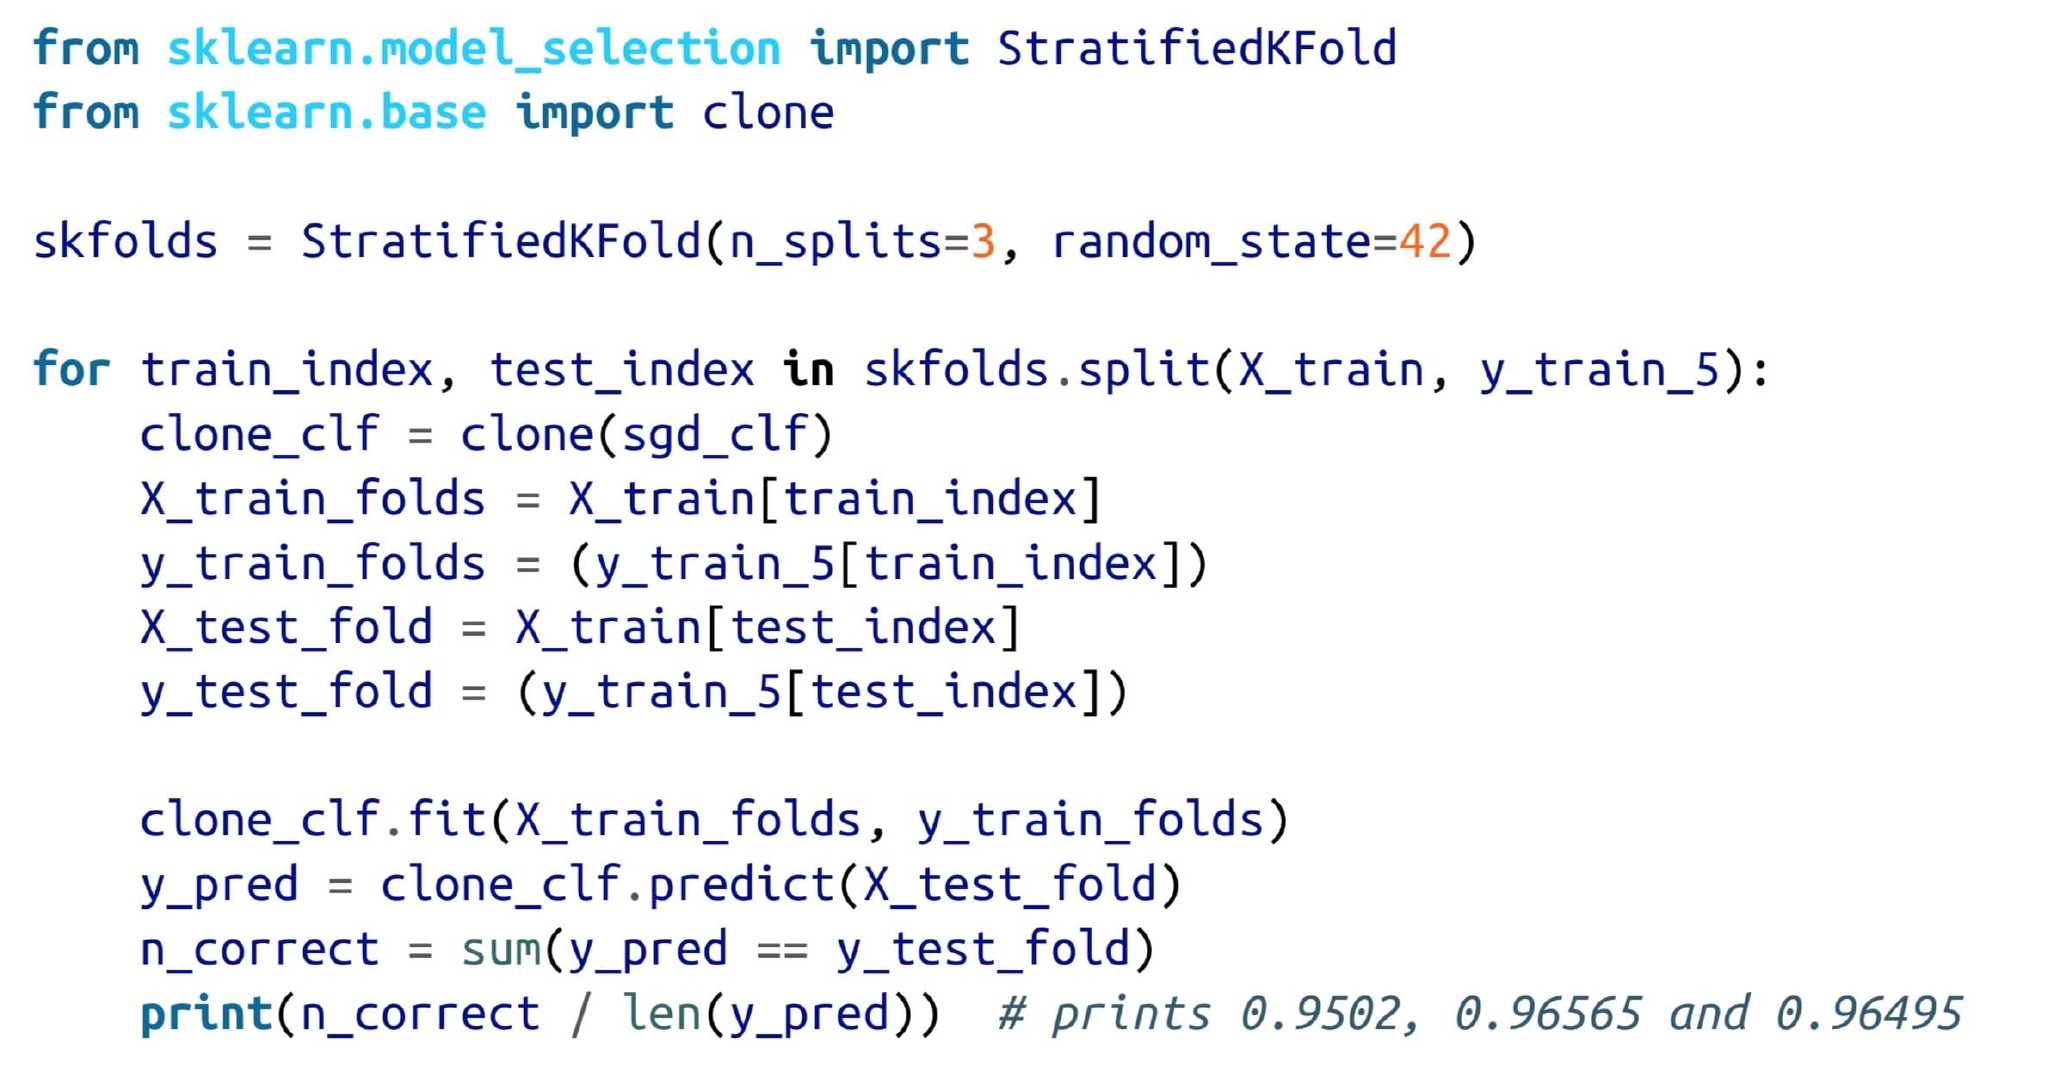 from sklearn.model_selection import StratifiedKFold
from sklearn.base import clone

skfolds = StratifiedKFold(n_splits=3, random_state=42)

for train_index, test_index in skfolds.split(X_train, y_train_5):
    clone_clf = clone(sgd_clf)
    X_train_folds = X_train[train_index]
    y_train_folds = (y_train_5[train_index])
    X_test_fold = X_train[test_index]
    y_test_fold = (y_train_5[test_index])

    clone_clf.fit(X_train_folds, y_train_folds)
    y_pred = clone_clf.predict(X_test_fold)
    n_correct = sum(y_pred == y_test_fold)
    print(n_correct / len(y_pred))  # prints 0.9502, 0.96565 and 0.96495